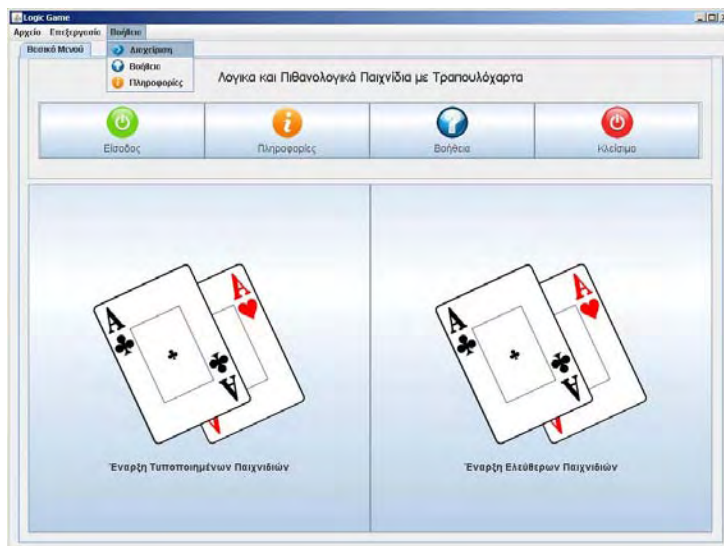 Logic Game
Αρχείο Επεξεργασία Βοήθεια
Βασικό Μενού
Διαχείριση
Βοήθεια
Πληροφορίες
Λογικα και Πιθανολογικά Παιχνίδια με Τραπουλόχαρτα
Είσοδος Πληροφορίες Βοήθεια Κλείσιμο
A A
A A
A A
A A
Έναρξη Τυποποιημένων Παιχνιδιών Έναρξη Ελεύθερων Παιχνιδιών